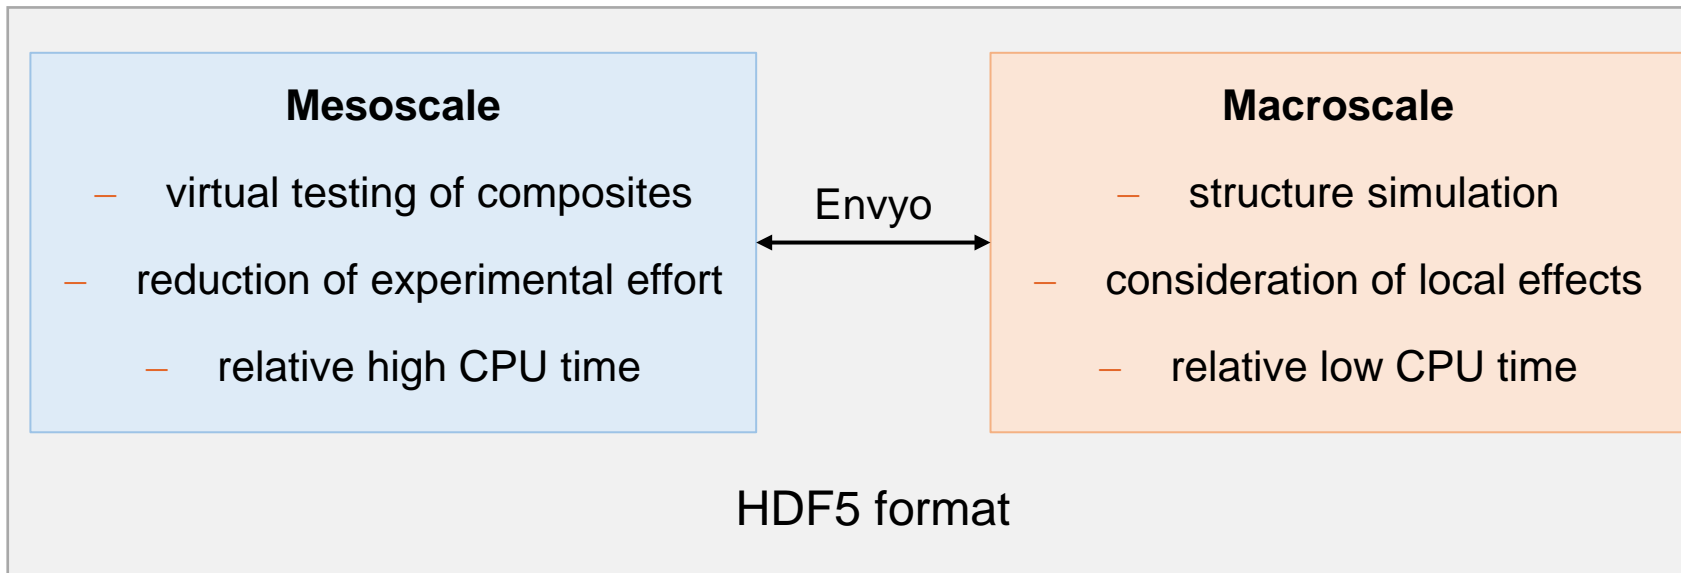 Mesoscale
– virtual testing of composites
– reduction of experimental effort
– relative high CPU time
Envyo
Macroscale
– structure simulation
– consideration of local effects
– relative low CPU time
HDF5 format